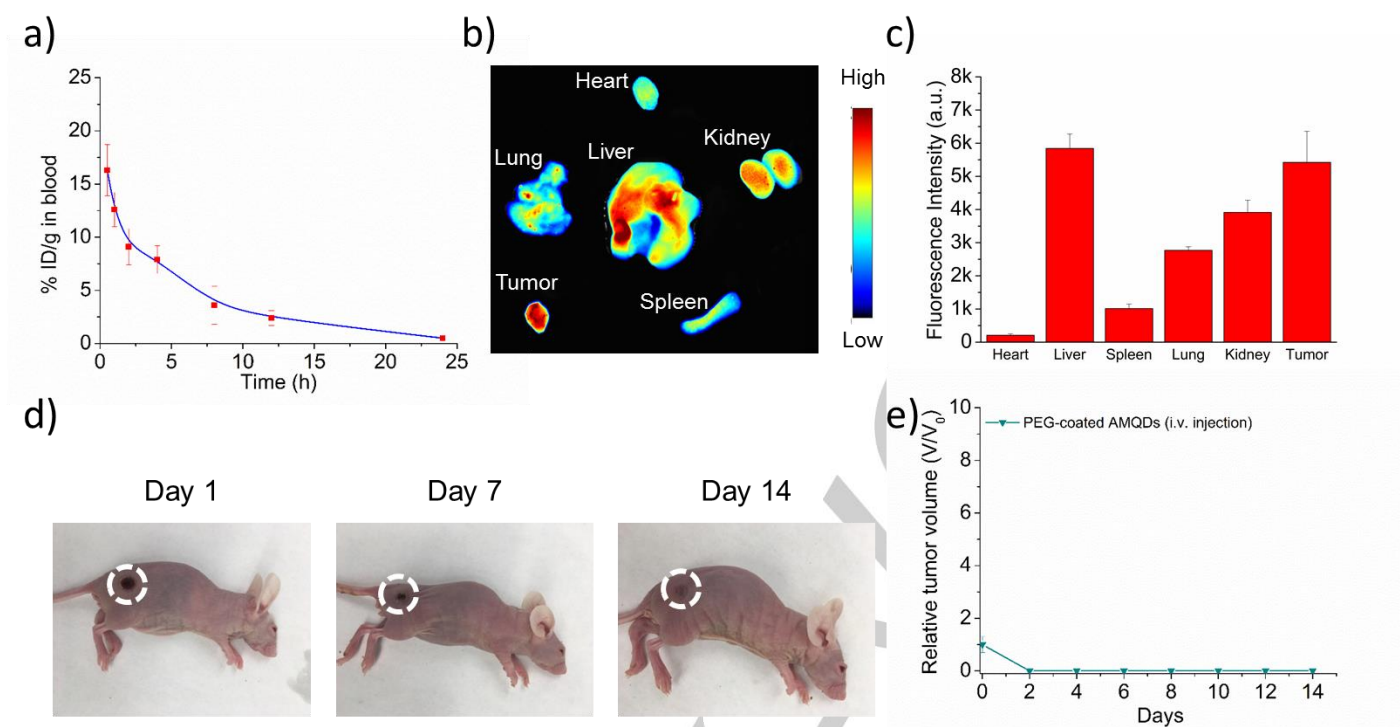 a)
25
20
15
10
5
0
% ID/g in blood
0 5 10 15 20 25
Time (h)
b)
Heart
Lung
Liver
Kidney
Tumor
Spleen
High
Low
c)
8k
7k
6k
5k
4k
3k
2k
1k
0
Fluorescence Intensity (a.u.)
Heart Liver Spleen Lung Kidney Tumor
d)
Day 1
Day 7
Day 14
e)
10
8
6
4
2
0
Relative tumor volume (V/V₀)
PEG-coated AMQDs (i.v. injection)
0 2 4 6 8 10 12 14
Days